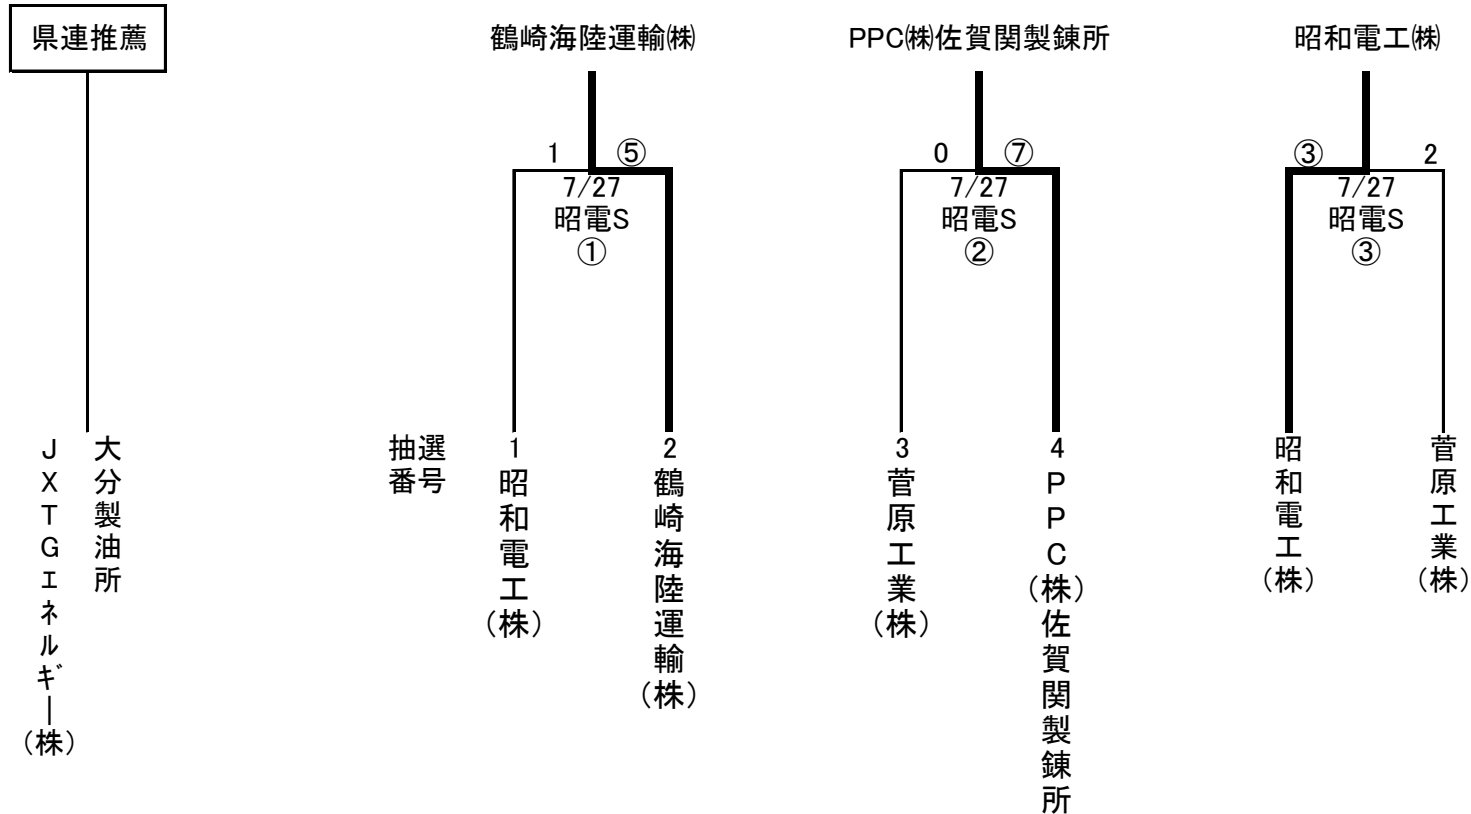 県連推薦
鶴崎海陸運輸㈱
PPC㈱佐賀関製錬所
昭和電工㈱
1
⑤
7/27
昭電S
①
0
⑦
7/27
昭電S
②
③
2
7/27
昭電S
③
大分製油所
JXTGエネルギー(株)
抽選
番号
1
昭和電工(株)
2
鶴崎海陸運輸(株)
3
菅原工業(株)
4
PPC(株)佐賀関製錬所
昭和電工(株)
菅原工業(株)